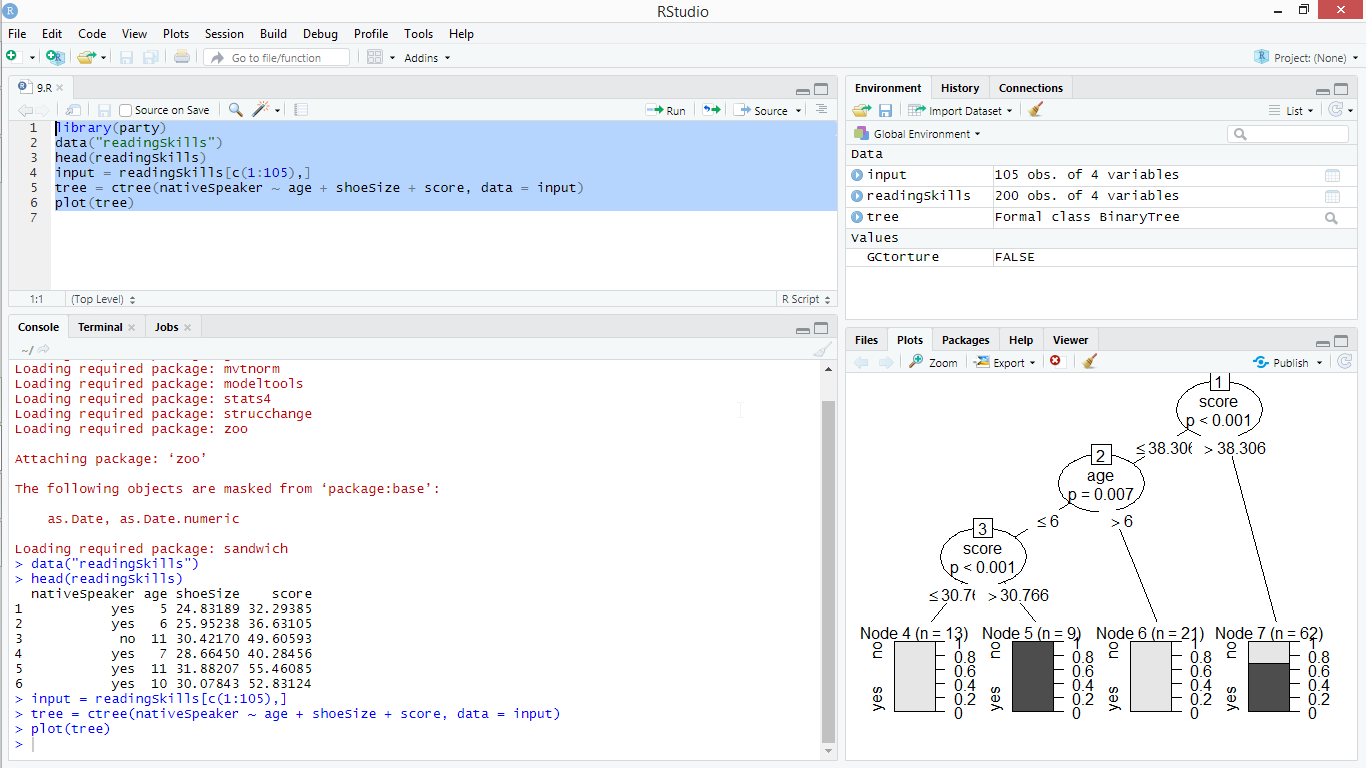 RStudio
File Edit Code View Plots Session Build Debug Profile Tools Help
Go to file/function Addins Project: (None)
9.R
Source on Save Run Source
1 library(party)
2 data("readingSkills")
3 head(readingSkills)
4 input = readingSkills[c(1:105),]
5 tree = ctree(nativeSpeaker ~ age + shoeSize + score, data = input)
6 plot(tree)
7
1:1 (Top Level) R Script
Console Terminal Jobs
~/
Loading required package: mvtnorm
Loading required package: modeltools
Loading required package: stats4
Loading required package: strucchange
Loading required package: zoo
Attaching package: ‘zoo’
The following objects are masked from ‘package:base’:
as.Date, as.Date.numeric
Loading required package: sandwich
> data("readingSkills")
> head(readingSkills)
nativeSpeaker age shoeSize score
1 yes 5 24.83189 32.29385
2 yes 6 25.95238 36.63105
3 no 11 30.42170 49.60593
4 yes 7 28.66450 40.28456
5 yes 11 31.88207 55.46085
6 yes 10 30.07843 52.83124
> input = readingSkills[c(1:105),]
> tree = ctree(nativeSpeaker ~ age + shoeSize + score, data = input)
> plot(tree)
>
Environment History Connections
Import Dataset List
Global Environment
Data
input 105 obs. of 4 variables
readingSkills 200 obs. of 4 variables
tree Formal class BinaryTree
Values
GCtorture FALSE
Files Plots Packages Help Viewer
Zoom Export Publish
1
score
p < 0.001
≤ 38.306 > 38.306
2
age
p = 0.007
≤ 6 > 6
3
score
p < 0.001
≤ 30.76 > 30.766
Node 4 (n = 13) Node 5 (n = 9) Node 6 (n = 21) Node 7 (n = 62)
no 1 no 1 no 1 no 1
0.8 0.8 0.8 0.8
0.6 0.6 0.6 0.6
0.4 0.4 0.4 0.4
yes 0.2 yes 0.2 yes 0.2 yes 0.2
0 0 0 0